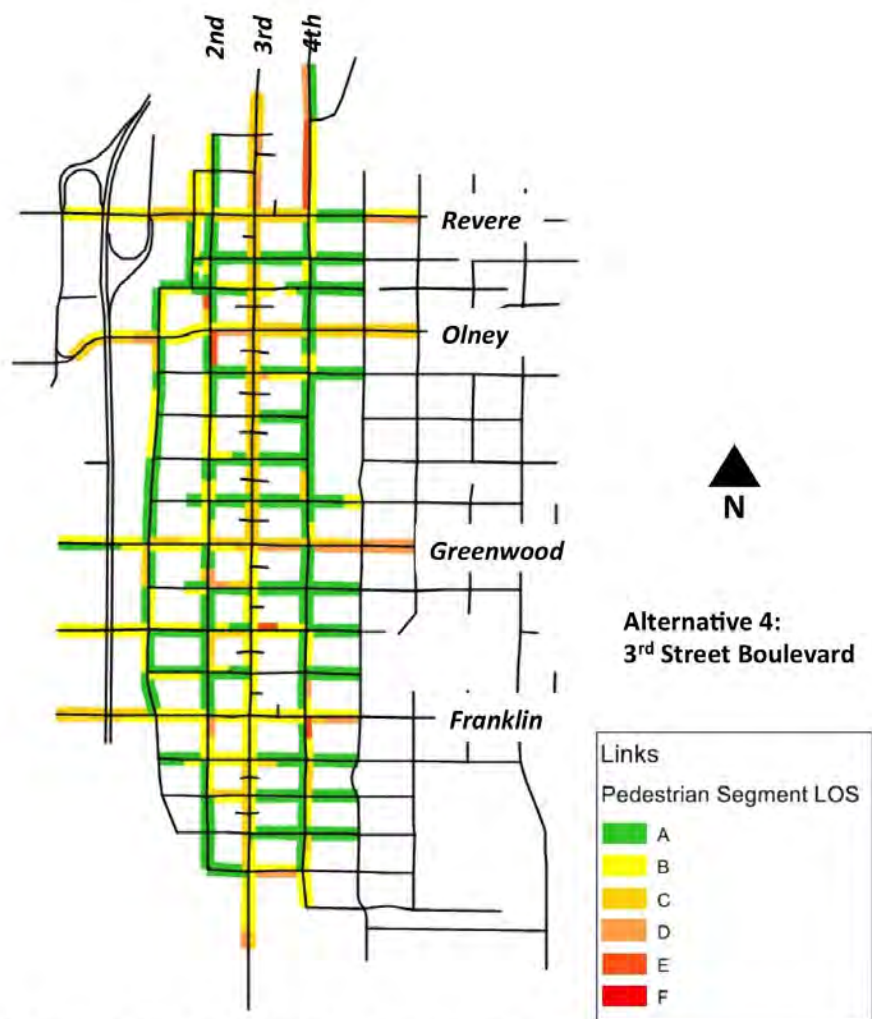 2nd
3rd
4th
Revere
Olney
Greenwood
Franklin
N
Alternative 4:
3rd Street Boulevard
Links
Pedestrian Segment LOS
A
B
C
D
E
F